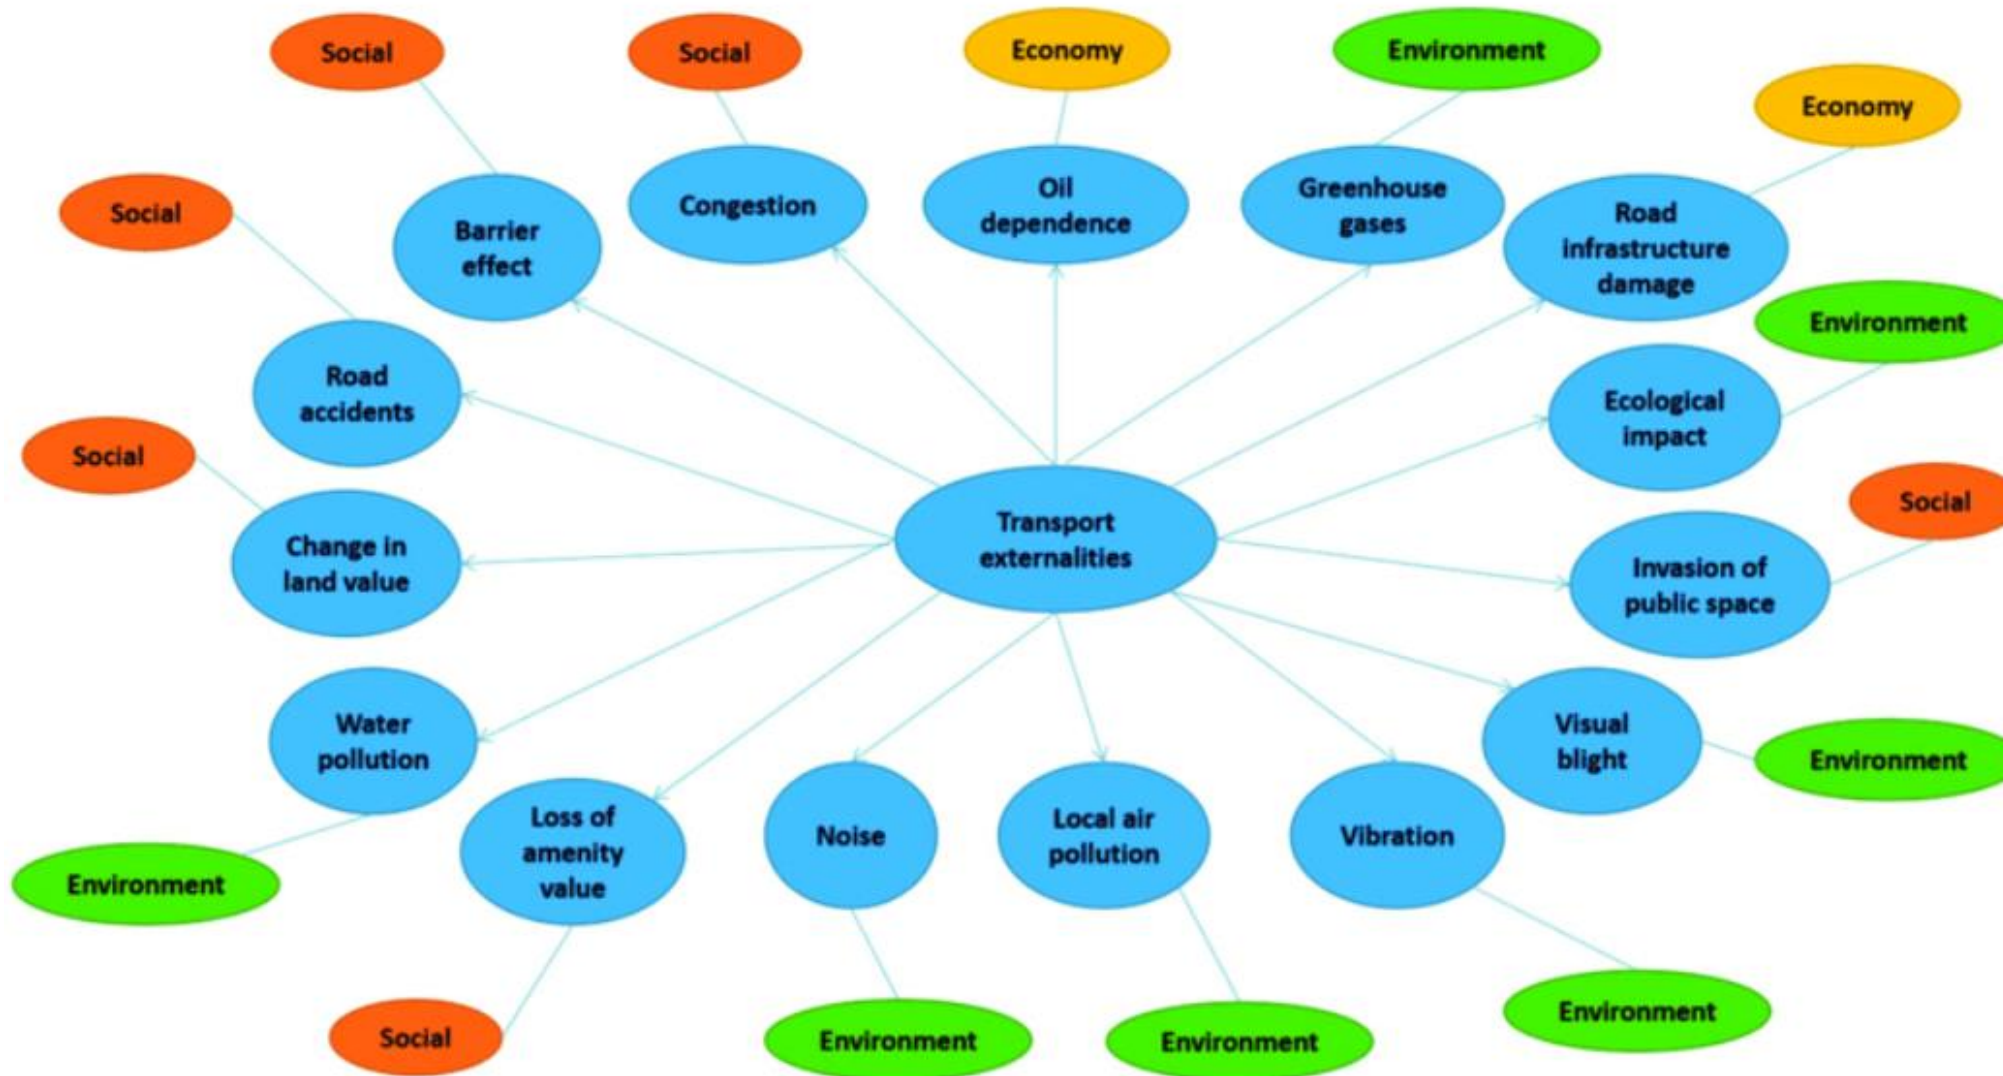 Social
Social
Economy
Environment
Economy
Social
Barrier
effect
Congestion
Oil
dependence
Greenhouse
gases
Road
infrastructure
damage
Environment
Road
accidents
Ecological
impact
Social
Social
Change in
land value
Transport
externalities
Invasion of
public space
Water
pollution
Visual
blight
Environment
Environment
Loss of
amenity
value
Noise
Local air
pollution
Vibration
Social
Environment
Environment
Environment